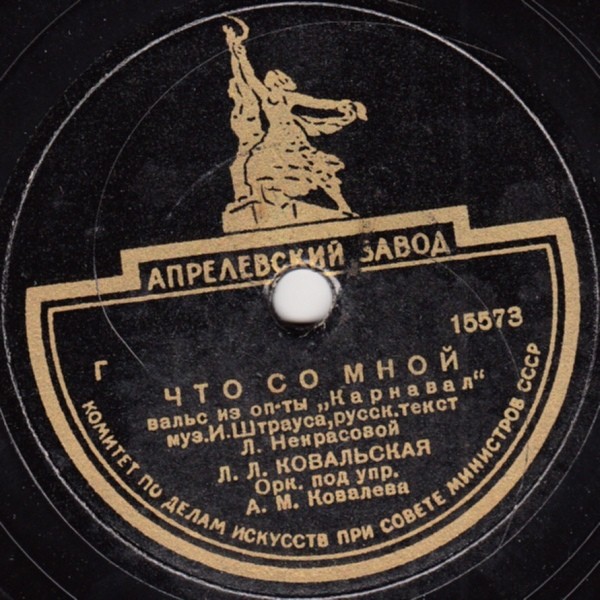 АПРЕЛЕВСКИЙ ЗАВОД
15573
Г
ЧТО СО МНОЙ
вальс из оп-ты „Карнавал“
муз.И.Штрауса,русск.текст
Л. Некрасовой
Л. Л. КОВАЛЬСКАЯ
Орк. под упр.
А. М. Ковалева
КОМИТЕТ ПО ДЕЛАМ ИСКУССТВ ПРИ СОВЕТЕ МИНИСТРОВ СССР